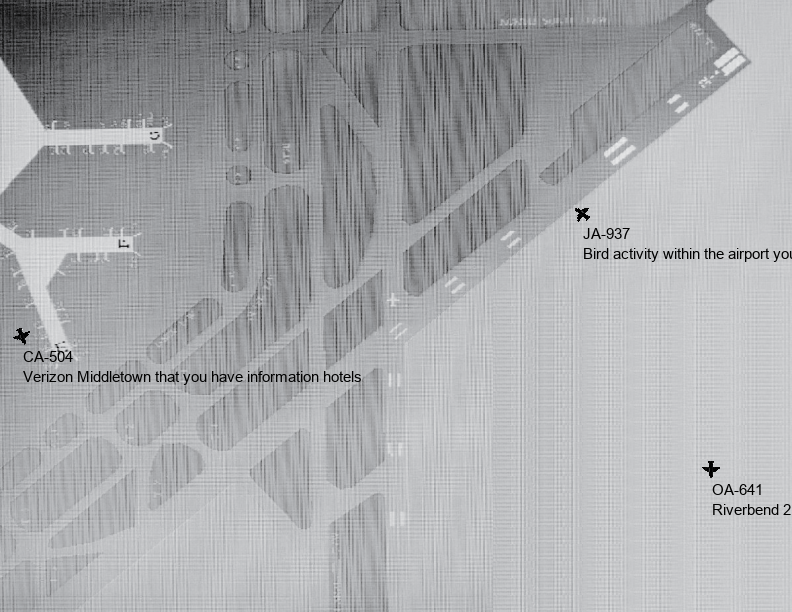 G
F
JA-937
Bird activity within the airport you
CA-504
Verizon Middletown that you have information hotels
OA-641
Riverbend 2